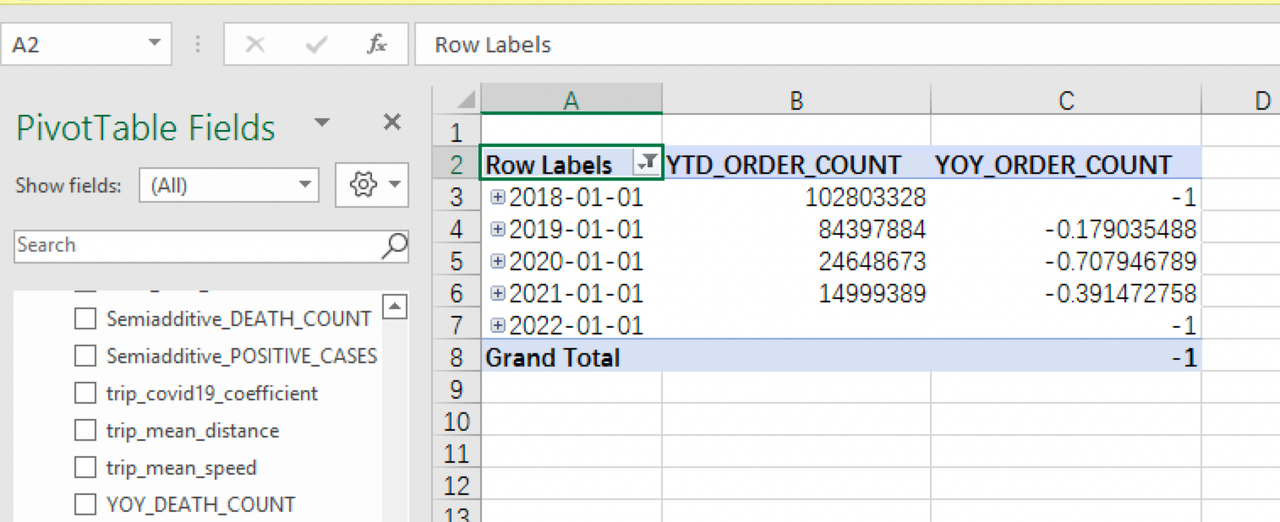 A2
fx
Row Labels
PivotTable Fields
Show fields:
(All)
Search
Semiadditive_DEATH_COUNT
Semiadditive_POSITIVE_CASES
trip_covid19_coefficient
trip_mean_distance
trip_mean_speed
YOY_DEATH_COUNT
A B C D
1
2 Row Labels YTD_ORDER_COUNT YOY_ORDER_COUNT
3 2018-01-01 102803328 -1
4 2019-01-01 84397884 -0.179035488
5 2020-01-01 24648673 -0.707946789
6 2021-01-01 14999389 -0.391472758
7 2022-01-01 -1
8 Grand Total -1
9
10
11
12
13